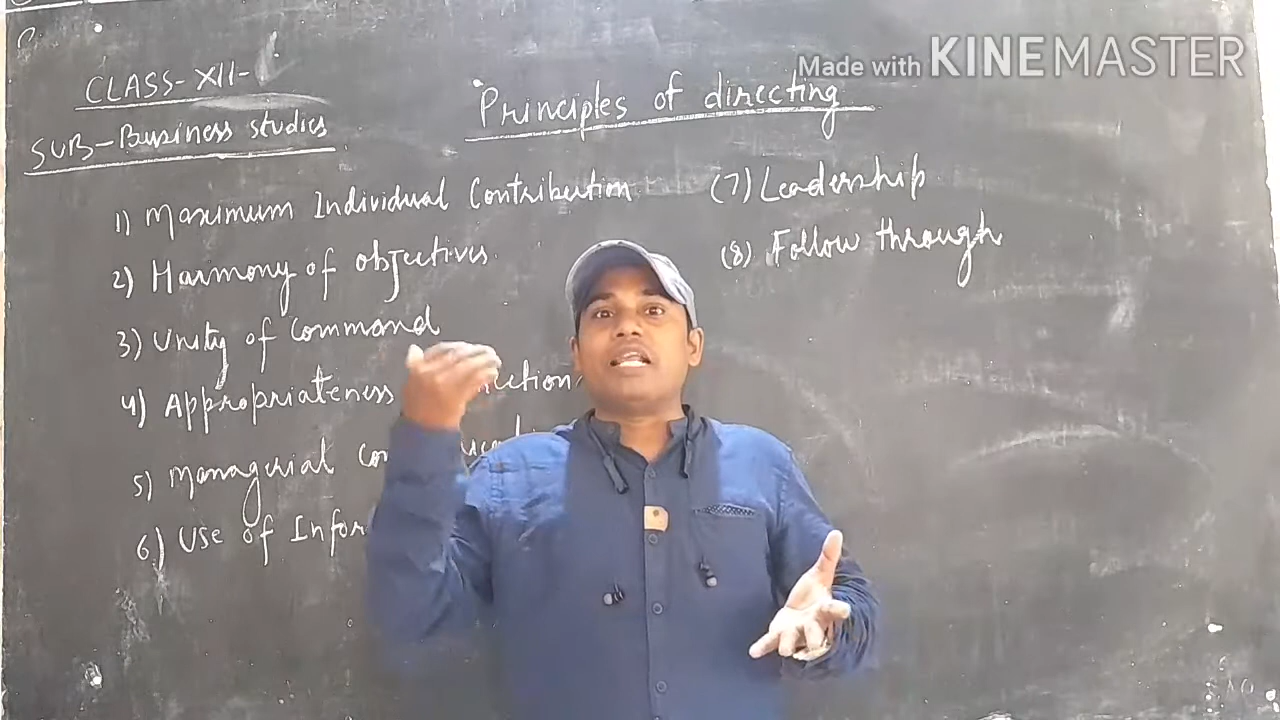 Made with KINEMASTER
CLASS-XII-
SUB-Business studies
Principles of directing
1) Maximum Individual Contribution
2) Harmony of objectives.
3) Unity of Command
4) Appropriateness
5) Managerial
6) Use of
(7) Leadership
(8) Follow through